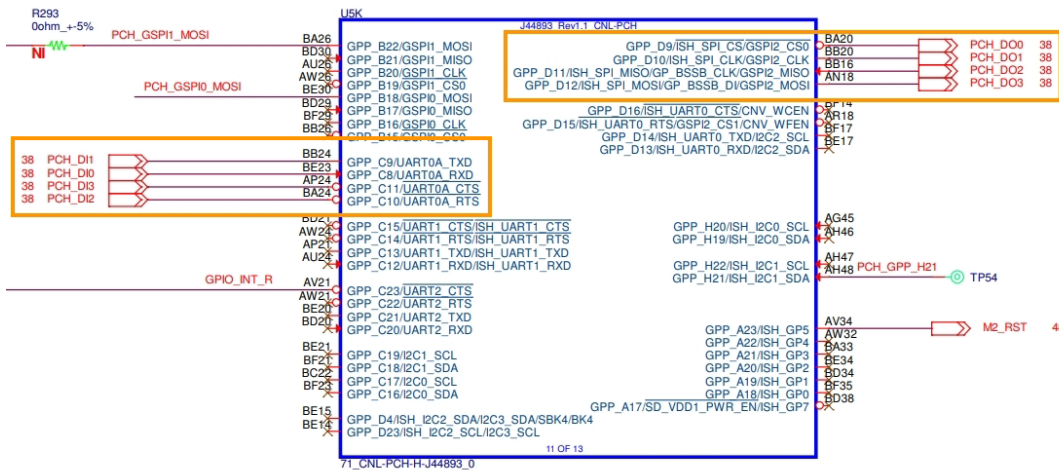 R293
0ohm_+-5%
NI
PCH_GSPI1_MOSI
PCH_GSPI0_MOSI
U5K
J44893 Rev1.1 CNL-PCH
BA26 GPP_B22/GSPI1_MOSI
BD30 GPP_B21/GSPI1_MISO
AU26 GPP_B20/GSPI1_CLK
AW26 GPP_B19/GSPI1_CS0
BE30 GPP_B18/GSPI0_MOSI
BD29 GPP_B17/GSPI0_MISO
BF29 GPP_B16/GSPI0_CLK
BB26 GPP_B15/GSPI0_CS0
38 PCH_DI1 BB24 GPP_C9/UART0A_TXD
38 PCH_DI0 BE23 GPP_C8/UART0A_RXD
38 PCH_DI3 AP24 GPP_C11/UART0A_CTS
38 PCH_DI2 BA24 GPP_C10/UART0A_RTS
BD21 GPP_C15/UART1_CTS/ISH_UART1_CTS
AW24 GPP_C14/UART1_RTS/ISH_UART1_RTS
AP21 GPP_C13/UART1_TXD/ISH_UART1_TXD
AU24 GPP_C12/UART1_RXD/ISH_UART1_RXD
GPIO_INT_R AV21 GPP_C23/UART2_CTS
AW21 GPP_C22/UART2_RTS
BE20 GPP_C21/UART2_TXD
BD20 GPP_C20/UART2_RXD
BE21 GPP_C19/I2C1_SCL
BF21 GPP_C18/I2C1_SDA
BC22 GPP_C17/I2C0_SCL
BF23 GPP_C16/I2C0_SDA
BE15 GPP_D4/ISH_I2C2_SDA/I2C3_SDA/SBK4/BK4
BE14 GPP_D23/ISH_I2C2_SCL/I2C3_SCL
GPP_D9/ISH_SPI_CS/GSPI2_CS0 BA20 PCH_DO0 38
GPP_D10/ISH_SPI_CLK/GSPI2_CLK BB20 PCH_DO1 38
GPP_D11/ISH_SPI_MISO/GP_BSSB_CLK/GSPI2_MISO BB16 PCH_DO2 38
GPP_D12/ISH_SPI_MOSI/GP_BSSB_DI/GSPI2_MOSI AN18 PCH_DO3 38
GPP_D16/ISH_UART0_CTS/CNV_WCEN BF14
GPP_D15/ISH_UART0_RTS/GSPI2_CS1/CNV_WFEN AR18
GPP_D14/ISH_UART0_TXD/I2C2_SCL BF17
GPP_D13/ISH_UART0_RXD/I2C2_SDA BE17
GPP_H20/ISH_I2C0_SCL AG45
GPP_H19/ISH_I2C0_SDA AH46
GPP_H22/ISH_I2C1_SCL AH47
GPP_H21/ISH_I2C1_SDA AH48 PCH_GPP_H21 TP54
GPP_A23/ISH_GP5 AV34 M2_RST
GPP_A22/ISH_GP4 AW32
GPP_A21/ISH_GP3 BA33
GPP_A20/ISH_GP2 BE34
GPP_A19/ISH_GP1 BD34
GPP_A18/ISH_GP0 BF35
GPP_A17/SD_VDD1_PWR_EN/ISH_GP7 BD38
11 OF 13
71_CNL-PCH-H-J44893_0